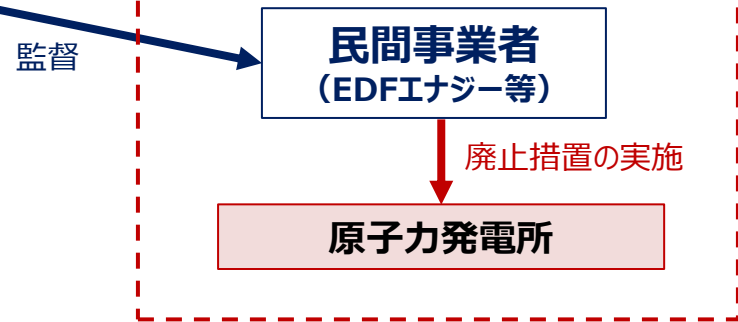 民間事業者
（EDFエナジー等）
監督
廃止措置の実施
原子力発電所